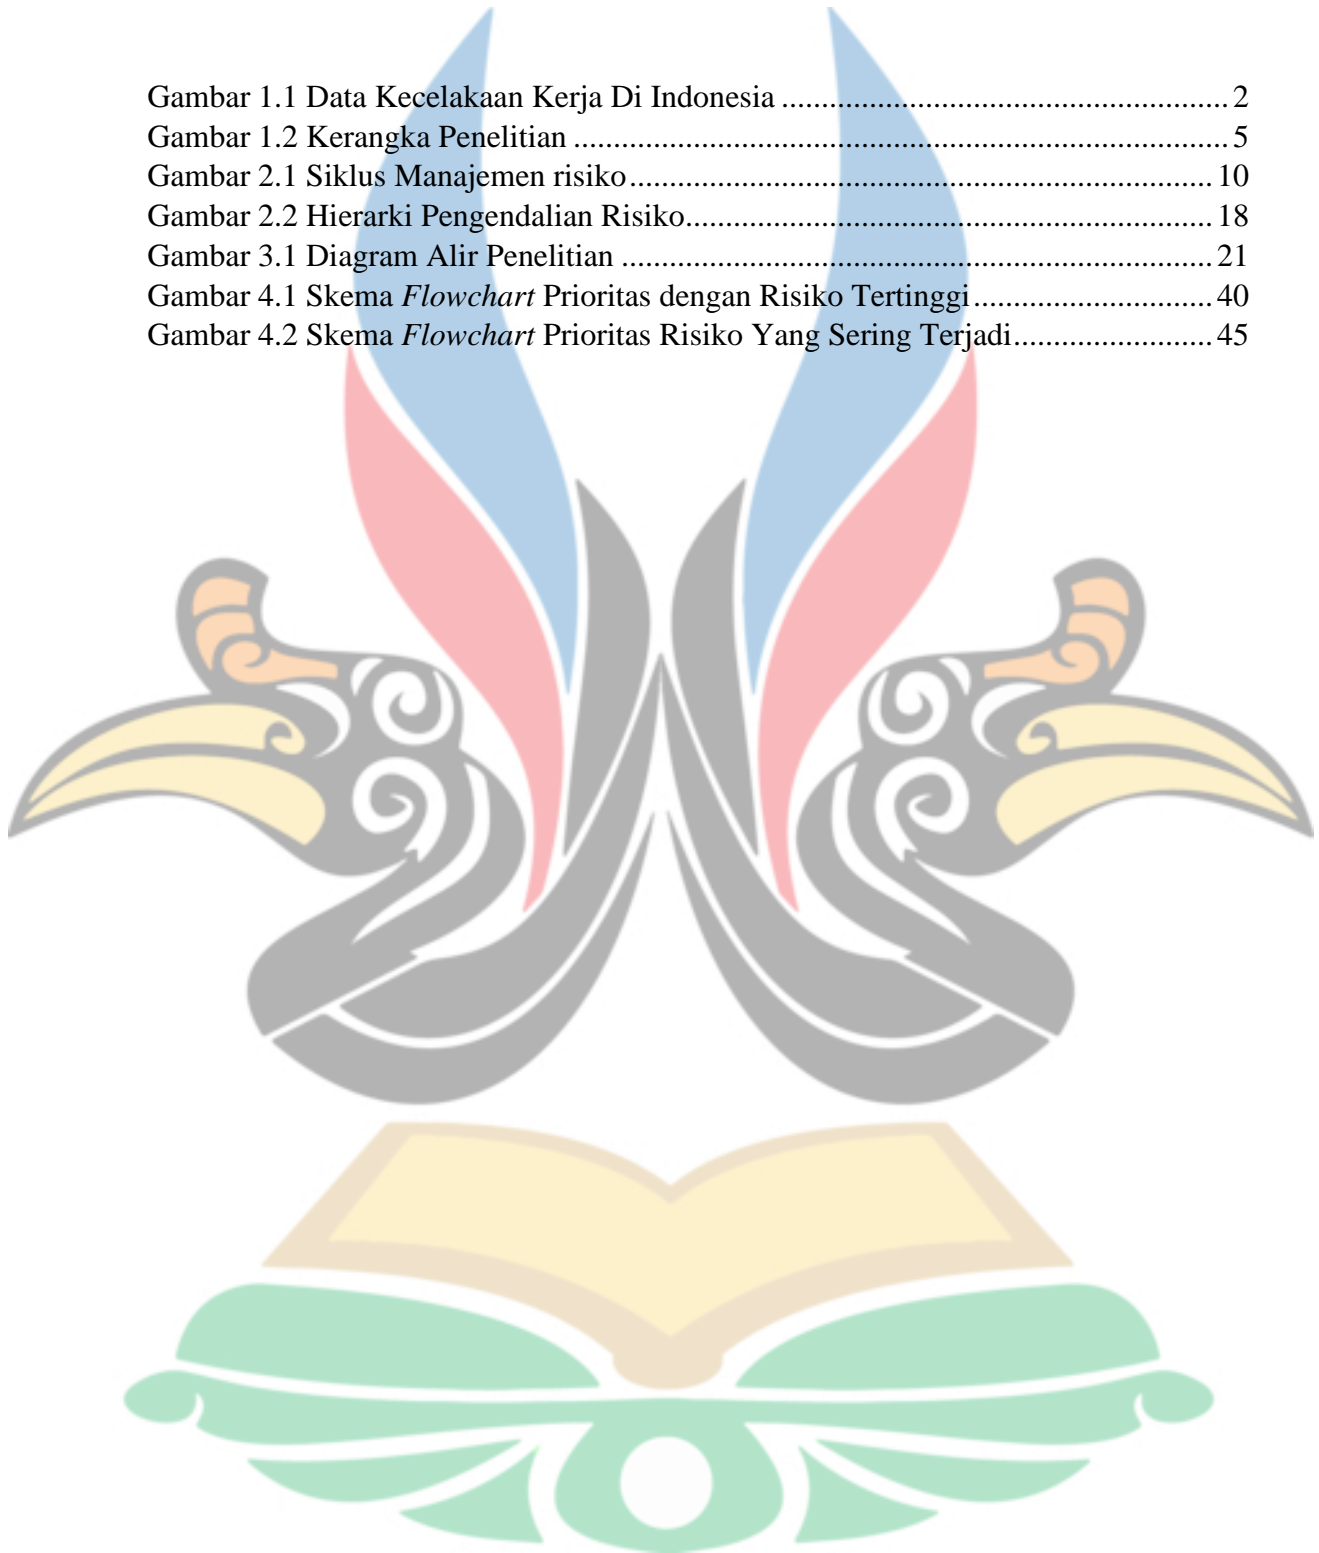 Gambar 1.1 Data Kecelakaan Kerja Di Indonesia ........................................................ 2
Gambar 1.2 Kerangka Penelitian .................................................................................. 5
Gambar 2.1 Siklus Manajemen risiko......................................................................... 10
Gambar 2.2 Hierarki Pengendalian Risiko.................................................................. 18
Gambar 3.1 Diagram Alir Penelitian .......................................................................... 21
Gambar 4.1 Skema Flowchart Prioritas dengan Risiko Tertinggi.............................. 40
Gambar 4.2 Skema Flowchart Prioritas Risiko Yang Sering Terjadi......................... 45